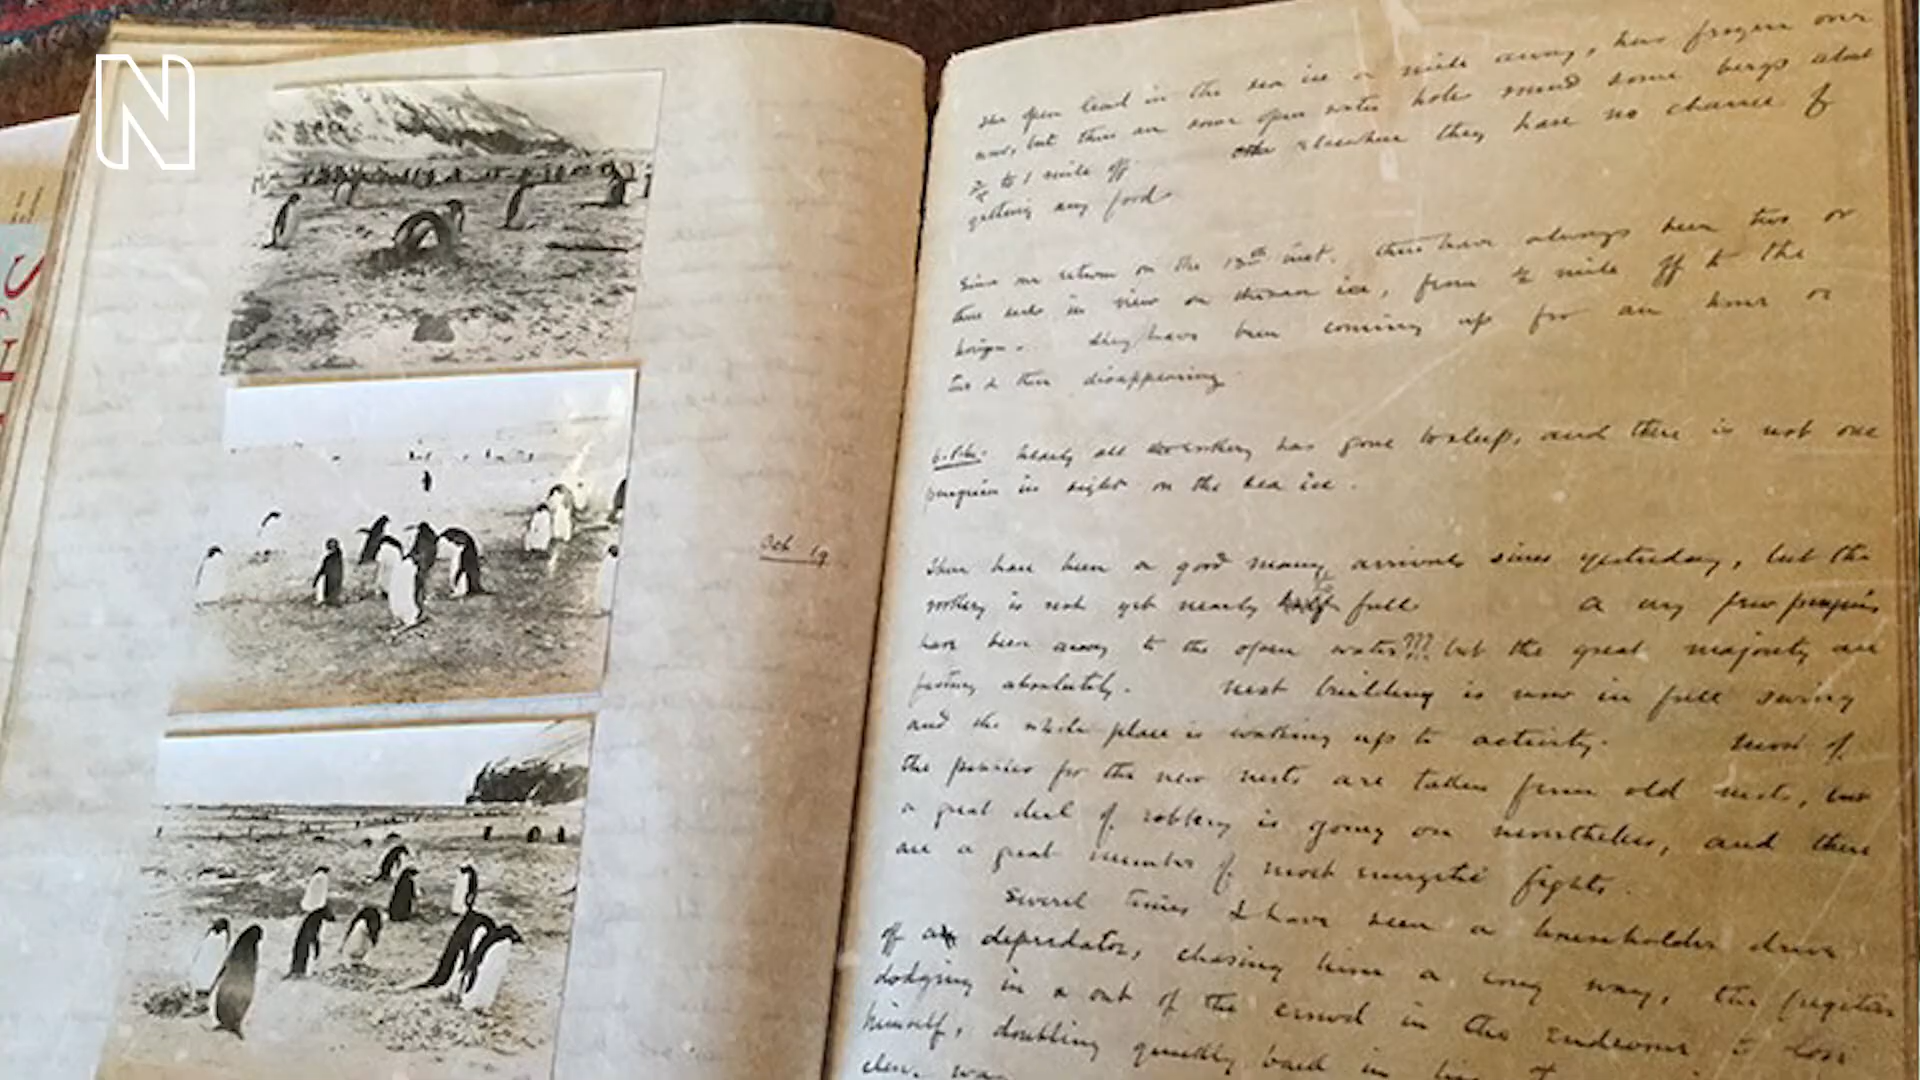 N
The open lead in the sea ice a mile away, has frozen over
now, but there are some open water holes round some bergs about
¾ to 1 mile off. elsewhere they have no chance of
getting any food.
Since our return on the 13th inst. there have always been two or
three seals in view on the sea ice, from ½ mile off to the
horizon. They have been coming up for an hour or
two & then disappearing.
6. P.M. Nearly all the rookery has gone to sleep, and there is not one
penguin in sight on the sea ice.
Oct 19
There have been a good many arrivals since yesterday, but the
rookery is not yet nearly half full. A very few penguins
have been away to the open water??? but the great majority are
fasting absolutely. Nest building is now in full swing
and the whole place is waking up to activity. Most of
the pebbles for the new nests are taken from old nests, but
a great deal of robbery is going on nevertheless, and there
are a great number of most energetic fights.
Several times I have seen a householder drive
off a depredator, chasing him a long way, the fugitive
dodging in & out of the crowd in the endeavour to lose
himself, doubling quickly back in